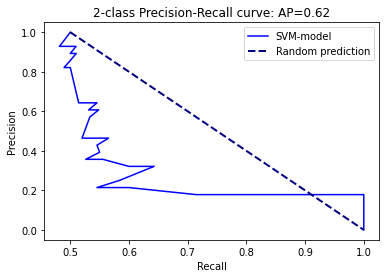 2-class Precision-Recall curve: AP=0.62
SVM-model
Random prediction
Precision
1.0
0.8
0.6
0.4
0.2
0.0
0.5
0.6
0.7
0.8
0.9
1.0
Recall